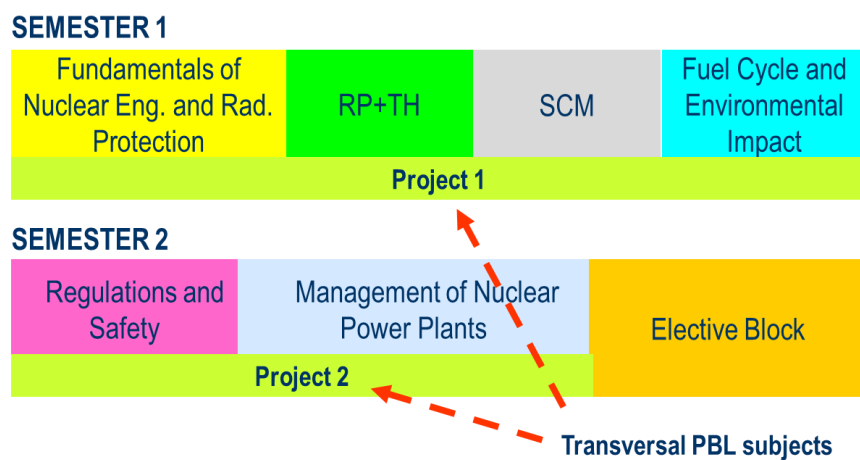 SEMESTER 1
Fundamentals of
Nuclear Eng. and Rad.
Protection
RP+TH
SCM
Fuel Cycle and
Environmental
Impact
Project 1
SEMESTER 2
Regulations and
Safety
Management of Nuclear
Power Plants
Elective Block
Project 2
Transversal PBL subjects